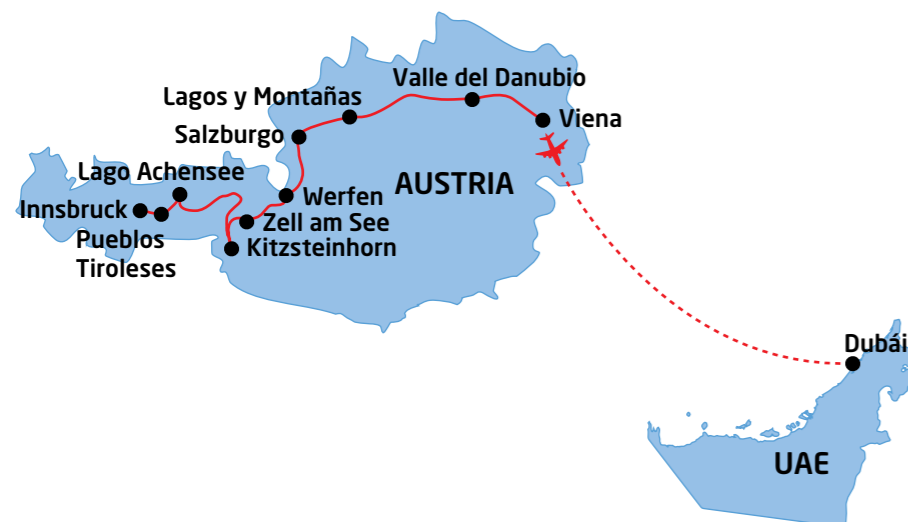 Valle del Danubio
Lagos y Montañas
Viena
Salzburgo
Lago Achensee
AUSTRIA
Werfen
Innsbruck
Zell am See
Pueblos
Tiroleses
Kitzsteinhorn
Dubái
UAE